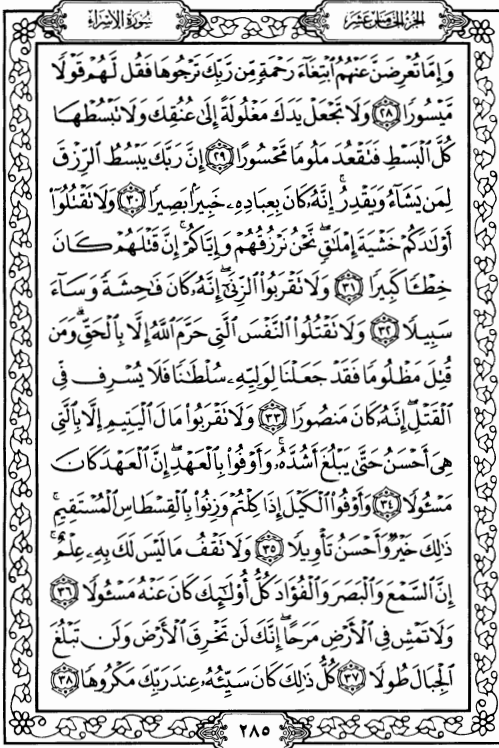 الجزء الخامس عشر
سورة الإسراء
وَإِمَّا تُعْرِضَنَّ عَنْهُمُ ٱبْتِغَآءَ رَحْمَةٍ مِّن رَّبِّكَ تَرْجُوهَا فَقُل لَّهُمْ قَوْلًا
مَّيْسُورًا ٢٨ وَلَا تَجْعَلْ يَدَكَ مَغْلُولَةً إِلَىٰ عُنُقِكَ وَلَا تَبْسُطْهَا
كُلَّ ٱلْبَسْطِ فَتَقْعُدَ مَلُومًا مَّحْسُورًا ٢٩ إِنَّ رَبَّكَ يَبْسُطُ ٱلرِّزْقَ
لِمَن يَشَآءُ وَيَقْدِرُ ۚ إِنَّهُۥ كَانَ بِعِبَادِهِۦ خَبِيرًۢا بَصِيرًا ٣٠ وَلَا تَقْتُلُوٓا۟
أَوْلَـٰدَكُمْ خَشْيَةَ إِمْلَـٰقٍ ۖ نَّحْنُ نَرْزُقُهُمْ وَإِيَّاكُمْ ۚ إِنَّ قَتْلَهُمْ كَانَ
خِطْـًٔا كَبِيرًا ٣١ وَلَا تَقْرَبُوا۟ ٱلزِّنَىٰٓ ۖ إِنَّهُۥ كَانَ فَـٰحِشَةً وَسَآءَ
سَبِيلًا ٣٢ وَلَا تَقْتُلُوا۟ ٱلنَّفْسَ ٱلَّتِى حَرَّمَ ٱللَّهُ إِلَّا بِٱلْحَقِّ ۗ وَمَن
قُتِلَ مَظْلُومًا فَقَدْ جَعَلْنَا لِوَلِيِّهِۦ سُلْطَـٰنًا فَلَا يُسْرِف فِّى
ٱلْقَتْلِ ۖ إِنَّهُۥ كَانَ مَنصُورًا ٣٣ وَلَا تَقْرَبُوا۟ مَالَ ٱلْيَتِيمِ إِلَّا بِٱلَّتِى
هِىَ أَحْسَنُ حَتَّىٰ يَبْلُغَ أَشُدَّهُۥ ۚ وَأَوْفُوا۟ بِٱلْعَهْدِ ۖ إِنَّ ٱلْعَهْدَ كَانَ
مَسْـُٔولًا ٣٤ وَأَوْفُوا۟ ٱلْكَيْلَ إِذَا كِلْتُمْ وَزِنُوا۟ بِٱلْقِسْطَاسِ ٱلْمُسْتَقِيمِ ۚ
ذَٰلِكَ خَيْرٌ وَأَحْسَنُ تَأْوِيلًا ٣٥ وَلَا تَقْفُ مَا لَيْسَ لَكَ بِهِۦ عِلْمٌ ۚ
إِنَّ ٱلسَّمْعَ وَٱلْبَصَرَ وَٱلْفُؤَادَ كُلُّ أُو۟لَـٰٓئِكَ كَانَ عَنْهُ مَسْـُٔولًا ٣٦
وَلَا تَمْشِ فِى ٱلْأَرْضِ مَرَحًا ۖ إِنَّكَ لَن تَخْرِقَ ٱلْأَرْضَ وَلَن تَبْلُغَ
ٱلْجِبَالَ طُولًا ٣٧ كُلُّ ذَٰلِكَ كَانَ سَيِّئُهُۥ عِندَ رَبِّكَ مَكْرُوهًا ٣٨
٢٨٥